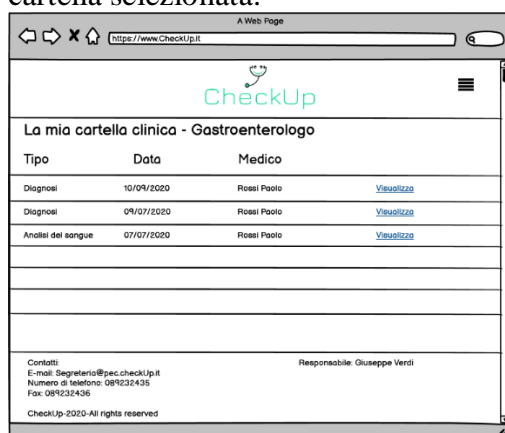 cartella selezionata.
A Web Page
https://www.CheckUp.it
CheckUp
La mia cartella clinica - Gastroenterologo
Tipo Data Medico
Diagnosi 10/09/2020 Rossi Paolo Visualizza
Diagnosi 09/07/2020 Rossi Paolo Visualizza
Analisi del sangue 07/07/2020 Rossi Paolo Visualizza
Contatti: Responsabile: Giuseppe Verdi
E-mail: Segreteria@pec.checkUp.it
Numero di telefono: 089232435
Fax: 089232436
CheckUp-2020-All rights reserved